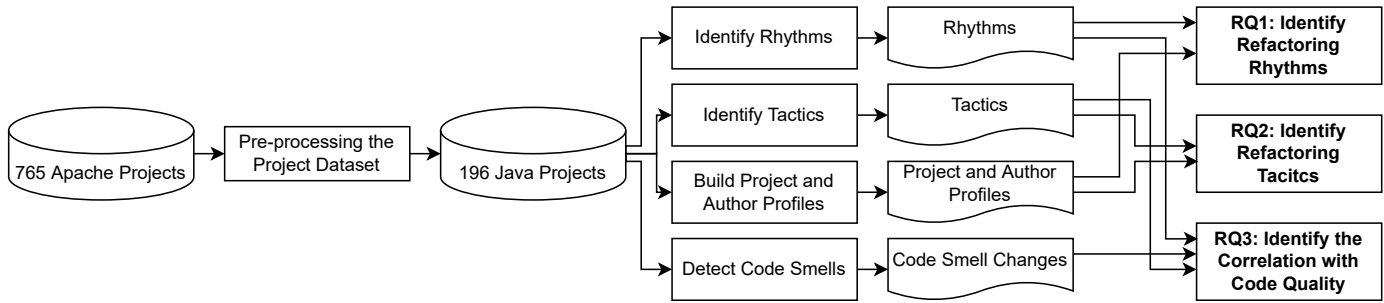 765 Apache Projects
Pre-processing the
Project Dataset
196 Java Projects
Identify Rhythms
Identify Tactics
Build Project and
Author Profiles
Detect Code Smells
Rhythms
Tactics
Project and Author
Profiles
Code Smell Changes
RQ1: Identify
Refactoring
Rhythms
RQ2: Identify
Refactoring
Tacitcs
RQ3: Identify the
Correlation with
Code Quality